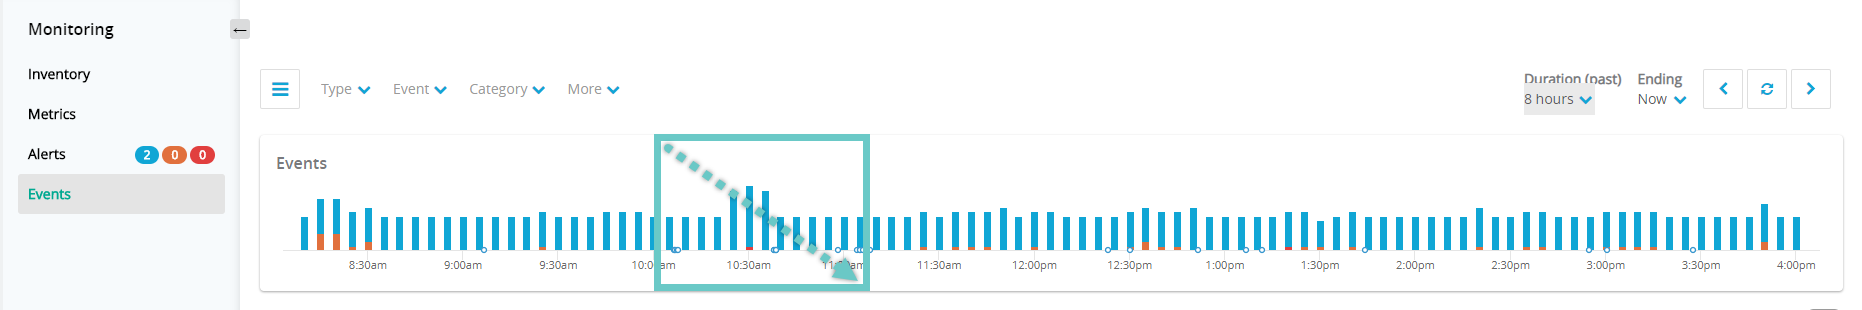 Monitoring
←
Inventory
Metrics
Alerts 2 0 0
Events
Type Event Category More
Duration (past) Ending
8 hours Now
Events
8:30am 9:00am 9:30am 10:00am 10:30am 11:30am 12:00pm 12:30pm 1:00pm 1:30pm 2:00pm 2:30pm 3:00pm 3:30pm 4:00pm